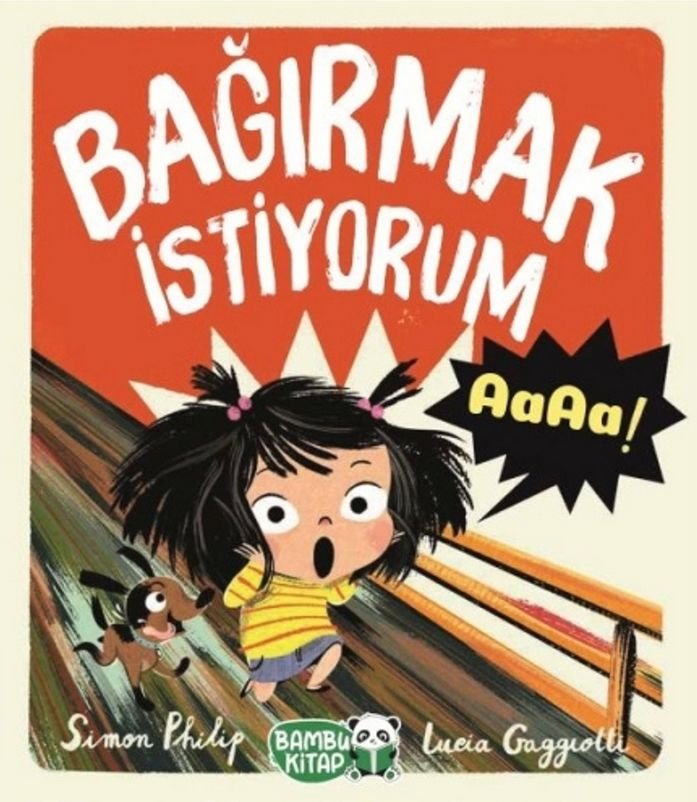 BAĞIRMAK
İSTİYORUM
AaAa!
Simon Philip
BAMBU
KİTAP
Lucia Gaggiotti